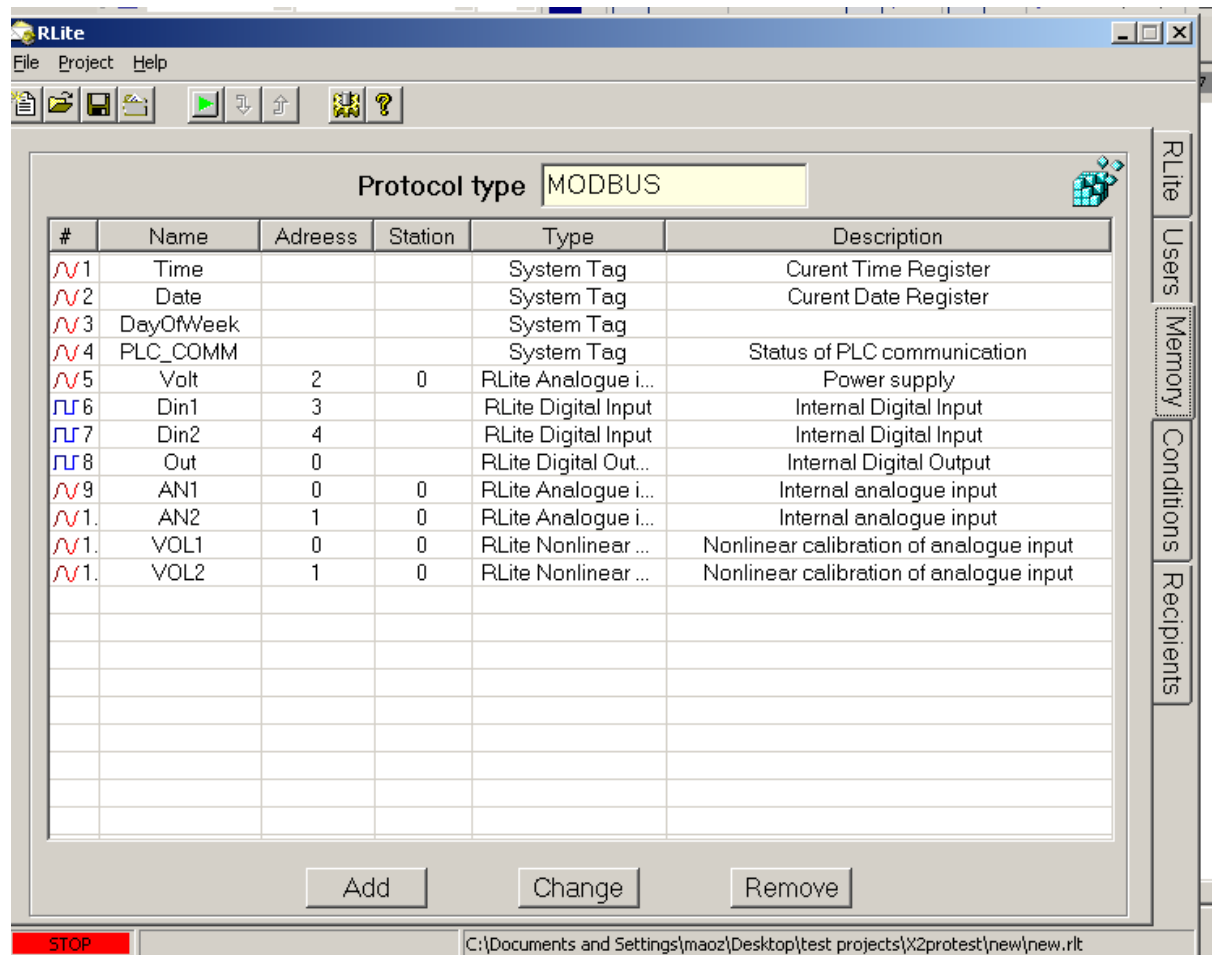 RLite
File Project Help
Protocol type MODBUS
# Name Adreess Station Type Description
1 Time System Tag Curent Time Register
2 Date System Tag Curent Date Register
3 DayOfWeek System Tag
4 PLC_COMM System Tag Status of PLC communication
5 Volt 2 0 RLite Analogue i... Power supply
6 Din1 3 RLite Digital Input Internal Digital Input
7 Din2 4 RLite Digital Input Internal Digital Input
8 Out 0 RLite Digital Out... Internal Digital Output
9 AN1 0 0 RLite Analogue i... Internal analogue input
1. AN2 1 0 RLite Analogue i... Internal analogue input
1. VOL1 0 0 RLite Nonlinear ... Nonlinear calibration of analogue input
1. VOL2 1 0 RLite Nonlinear ... Nonlinear calibration of analogue input
Add Change Remove
RLite
Users
Memory
Conditions
Recipients
STOP C:\Documents and Settings\maoz\Desktop\test projects\X2protest\new\new.rlt